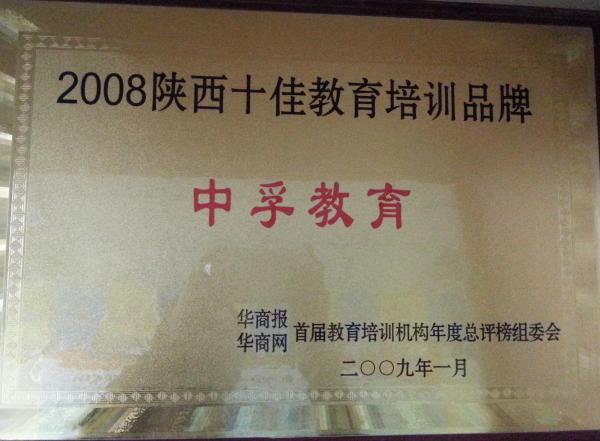 2008陕西十佳教育培训品牌
中孚教育
华商报
华商网 首届教育培训机构年度总评榜组委会
二〇〇九年一月